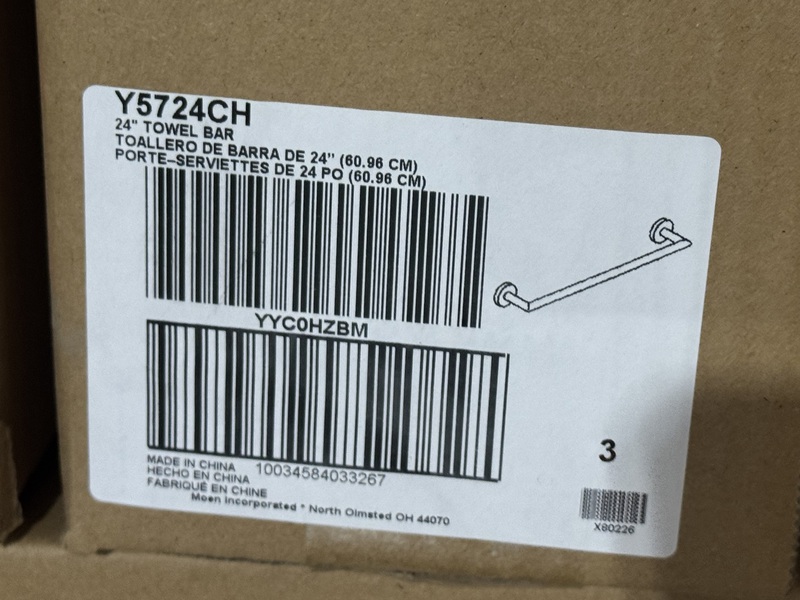 Y5724CH
24" TOWEL BAR
TOALLERO DE BARRA DE 24" (60.96 CM)
PORTE-SERVIETTES DE 24 PO (60.96 CM)
YYC0HZBM
10034584033267
MADE IN CHINA
HECHO EN CHINA
FABRIQUÉ EN CHINE
Moen Incorporated * North Olmsted OH 44070
3
X80226